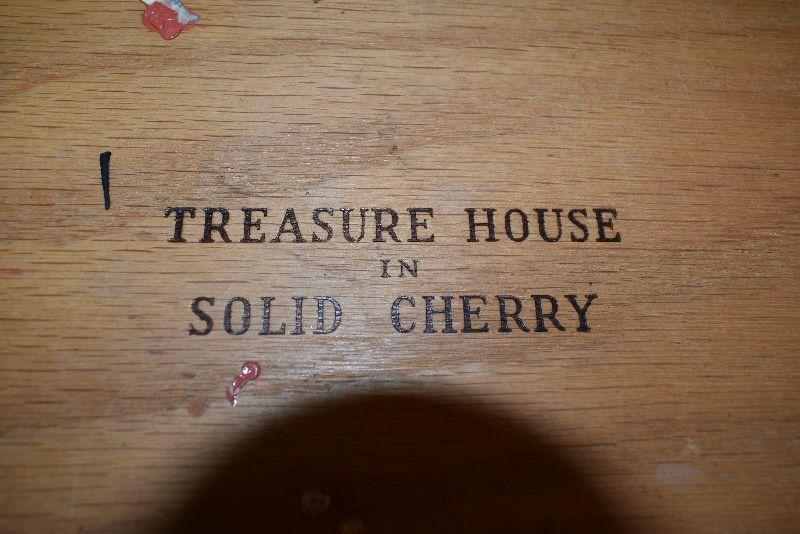 TREASURE HOUSE
IN
SOLID CHERRY